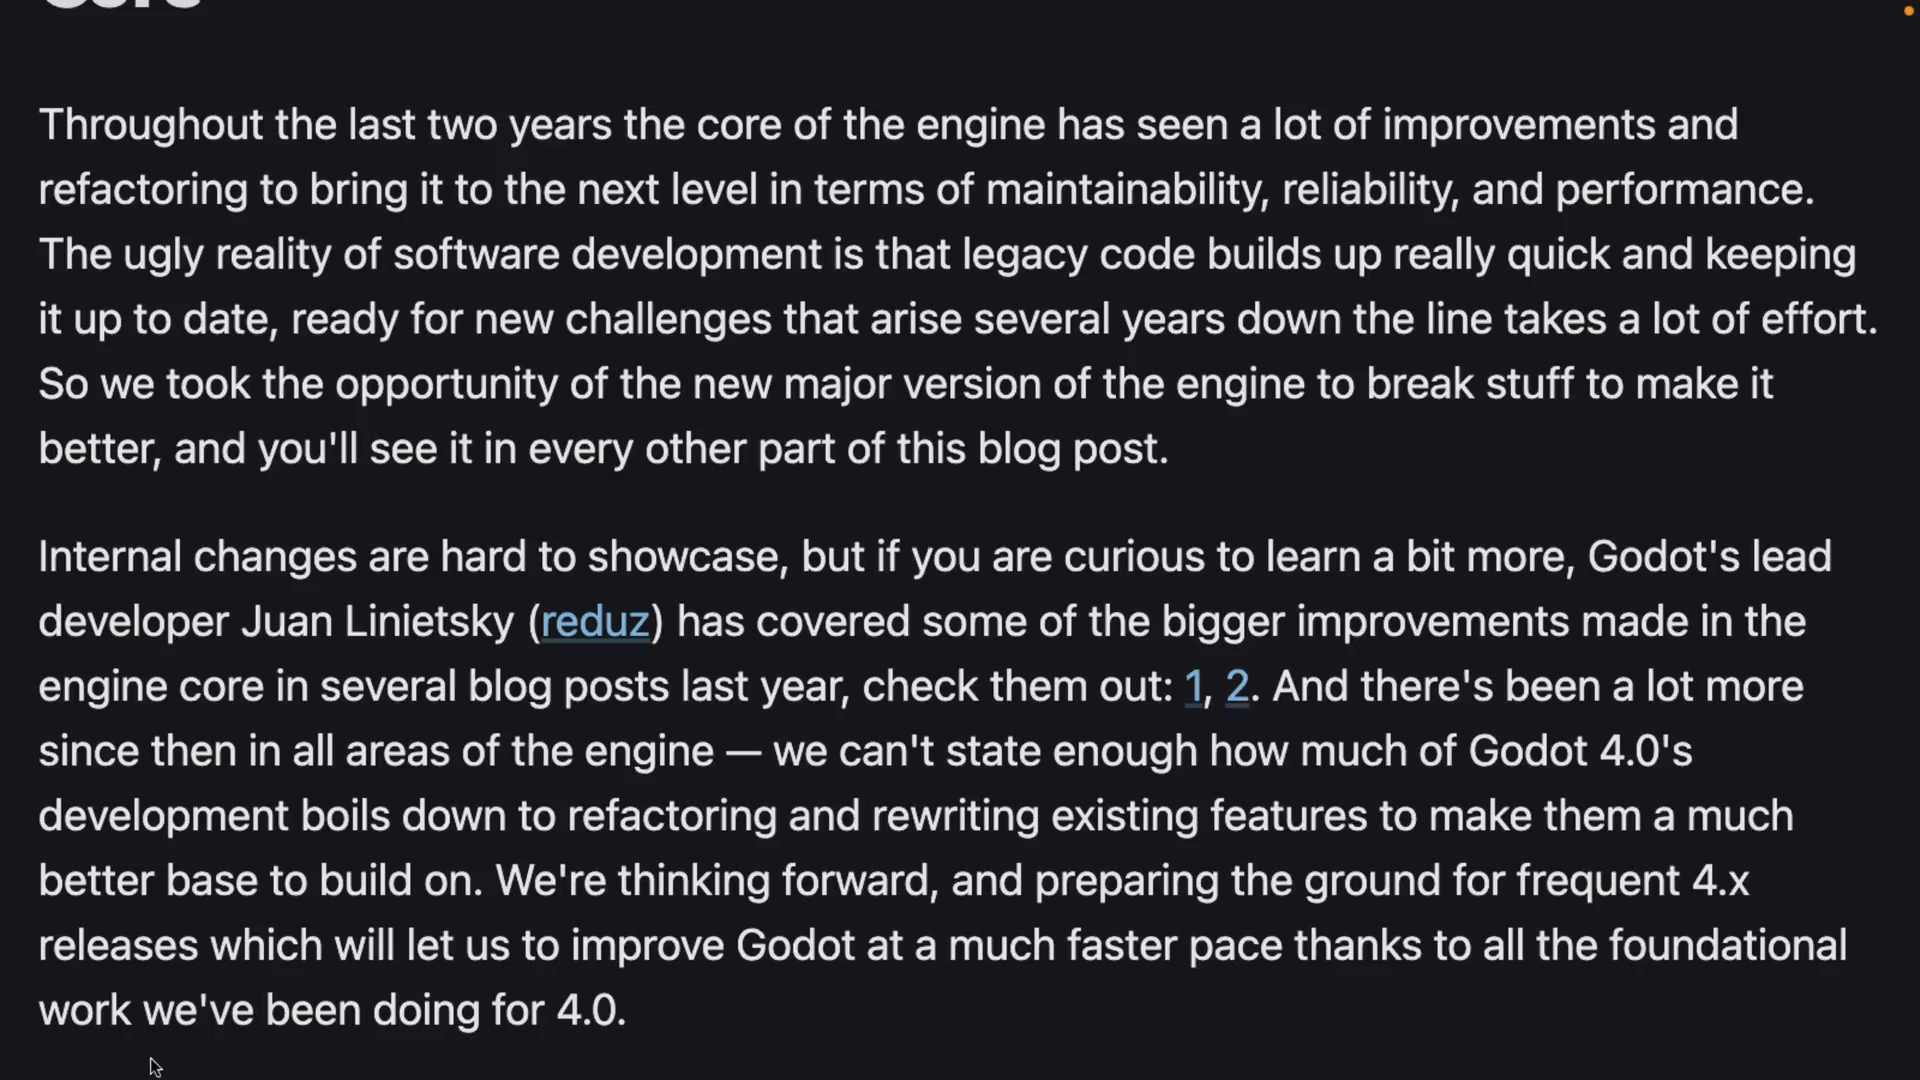 Throughout the last two years the core of the engine has seen a lot of improvements and
refactoring to bring it to the next level in terms of maintainability, reliability, and performance.
The ugly reality of software development is that legacy code builds up really quick and keeping
it up to date, ready for new challenges that arise several years down the line takes a lot of effort.
So we took the opportunity of the new major version of the engine to break stuff to make it
better, and you'll see it in every other part of this blog post.
Internal changes are hard to showcase, but if you are curious to learn a bit more, Godot's lead
developer Juan Linietsky (reduz) has covered some of the bigger improvements made in the
engine core in several blog posts last year, check them out: 1, 2. And there's been a lot more
since then in all areas of the engine — we can't state enough how much of Godot 4.0's
development boils down to refactoring and rewriting existing features to make them a much
better base to build on. We're thinking forward, and preparing the ground for frequent 4.x
releases which will let us to improve Godot at a much faster pace thanks to all the foundational
work we've been doing for 4.0.